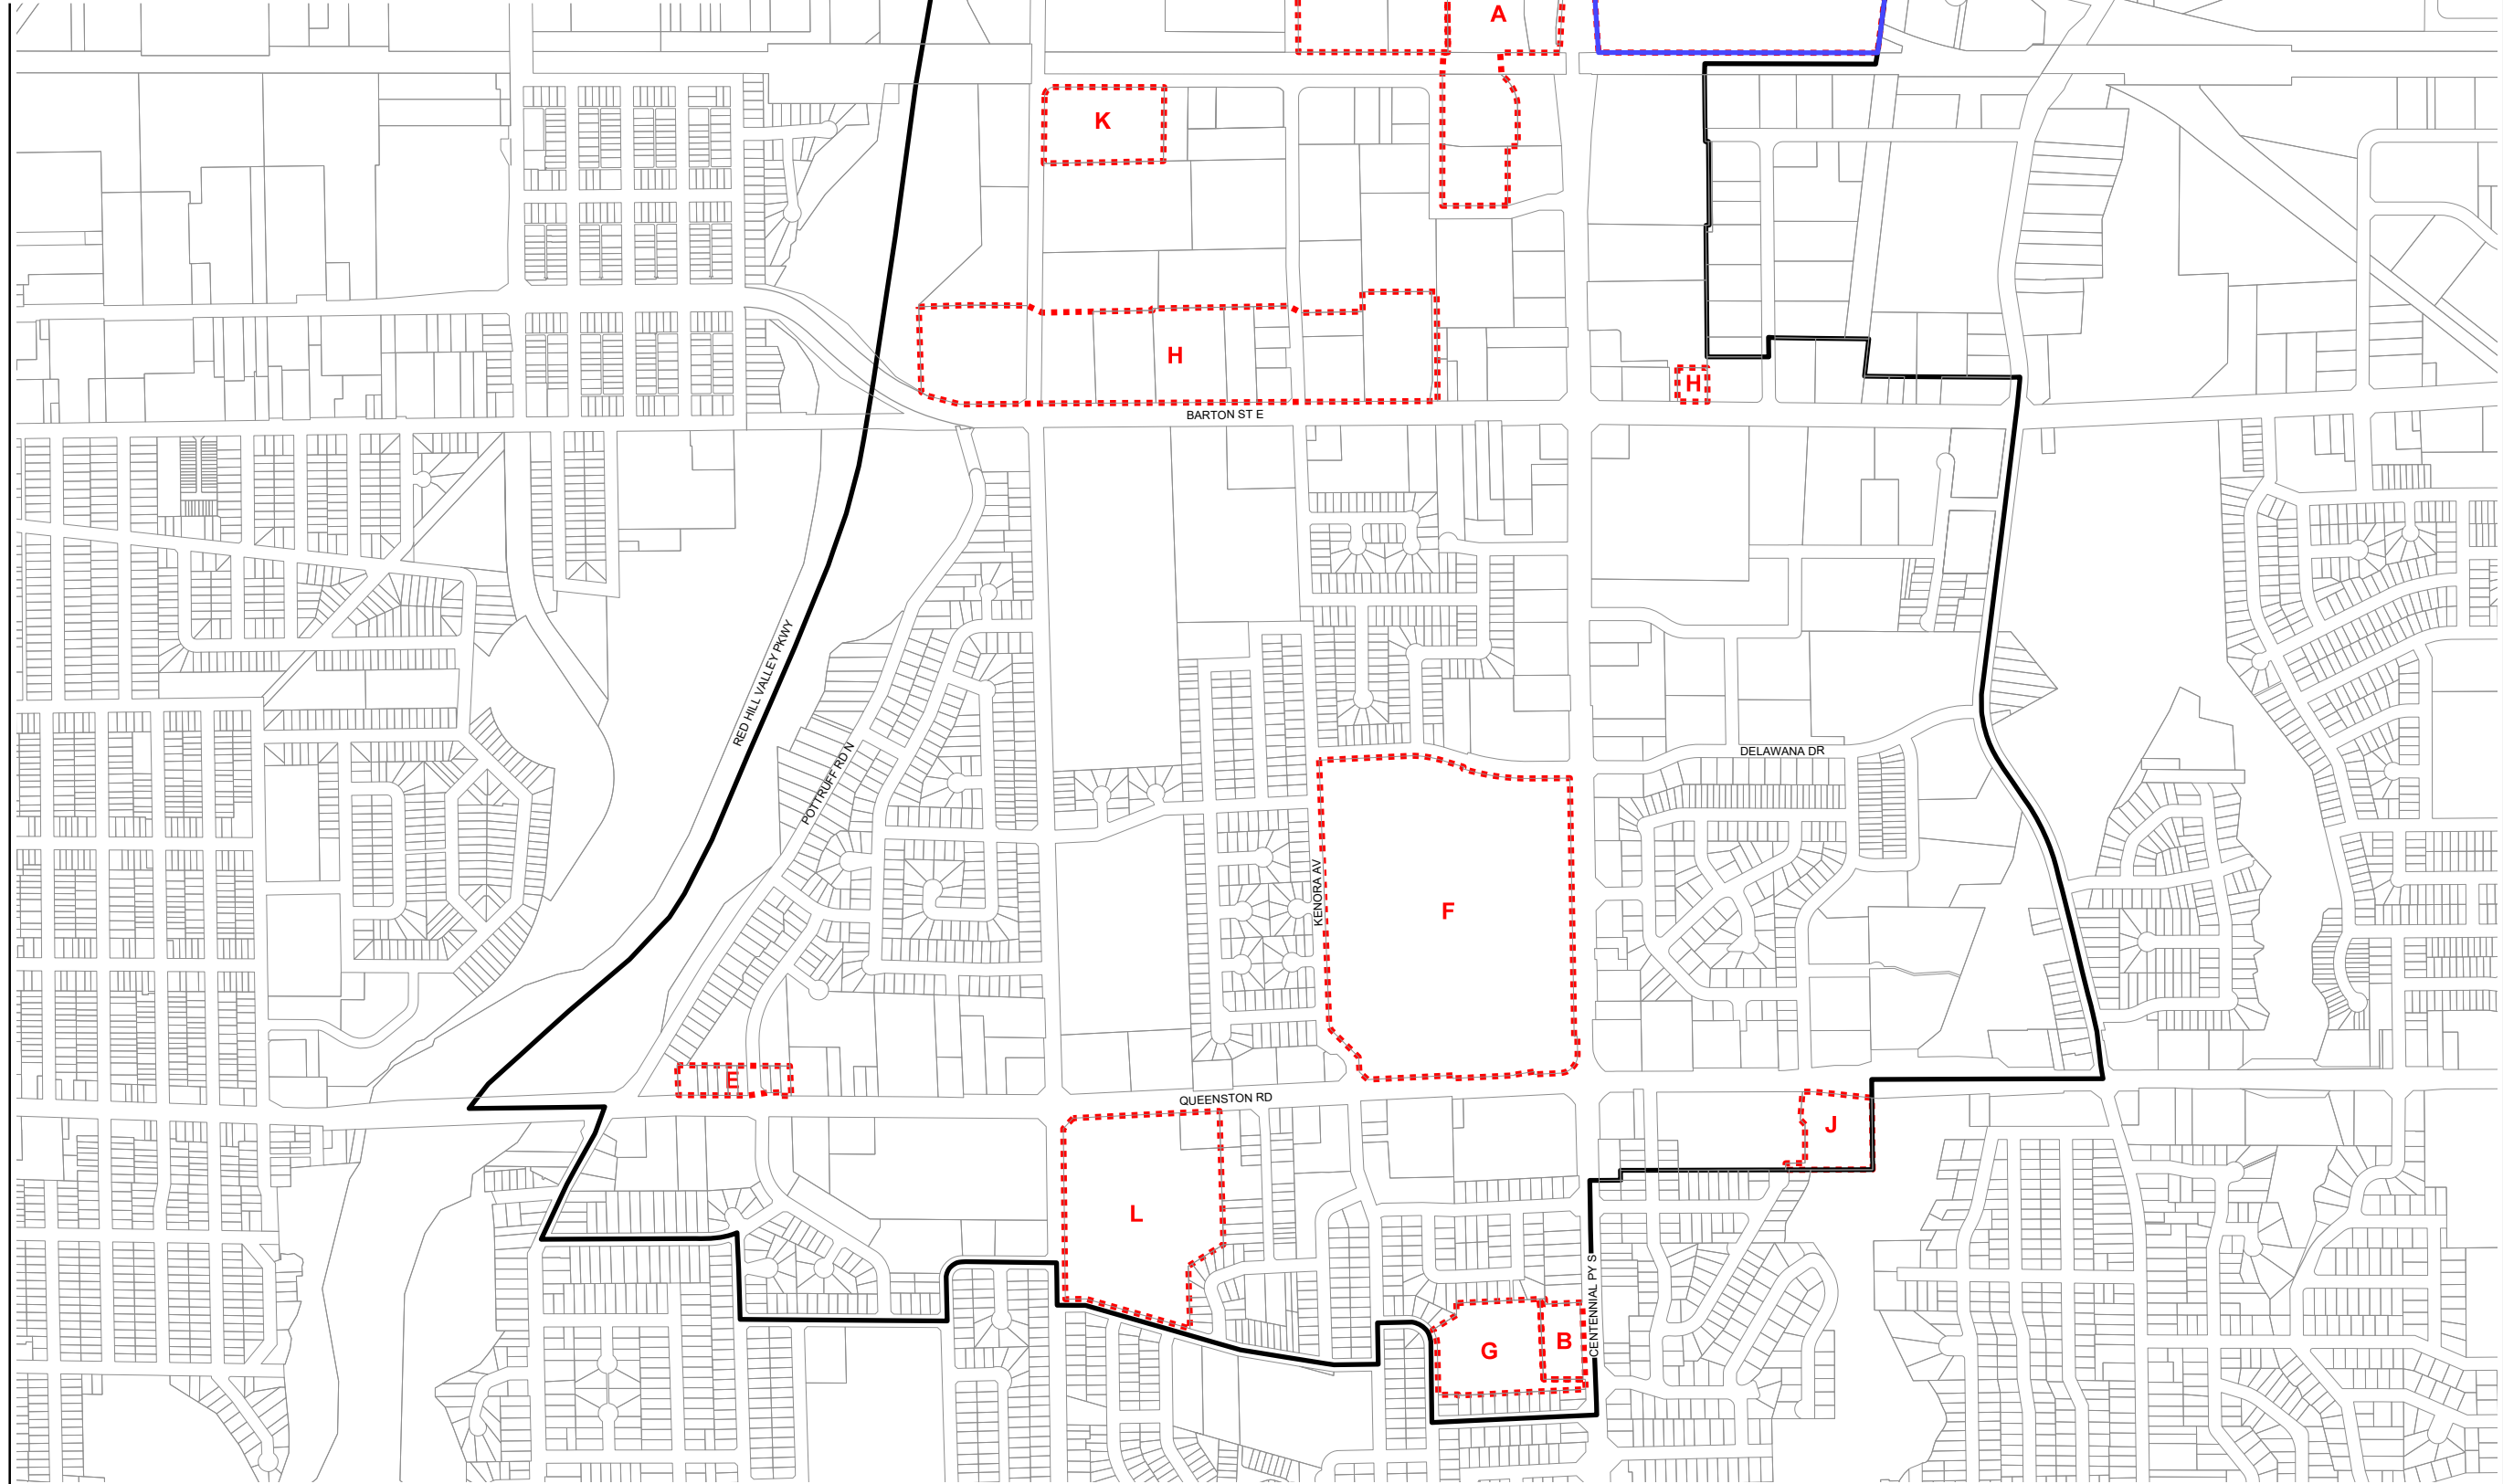 A
K
H
H
BARTON ST E
RED HILL VALLEY PKWY
POTTRUFF RD N
DELAWANA DR
KENORA AV
F
E
QUEENSTON RD
J
L
CENTENNIAL PY S
G
B